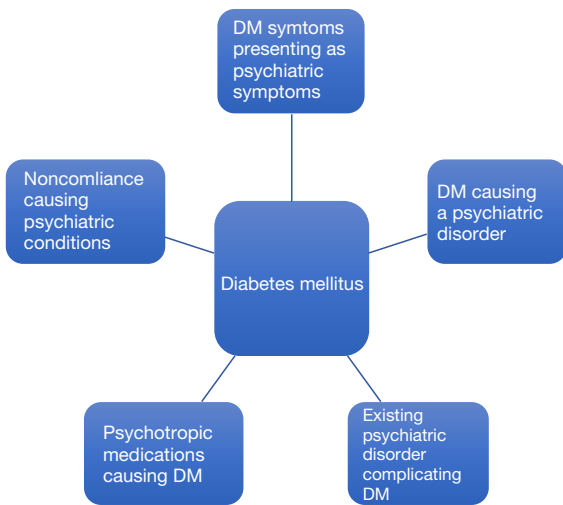 DM symtoms
presenting as
psychiatric
symptoms
Noncomliance
causing
psychiatric
conditions
DM causing
a psychiatric
disorder
Diabetes mellitus
Psychotropic
medications
causing DM
Existing
psychiatric
disorder
complicating
DM